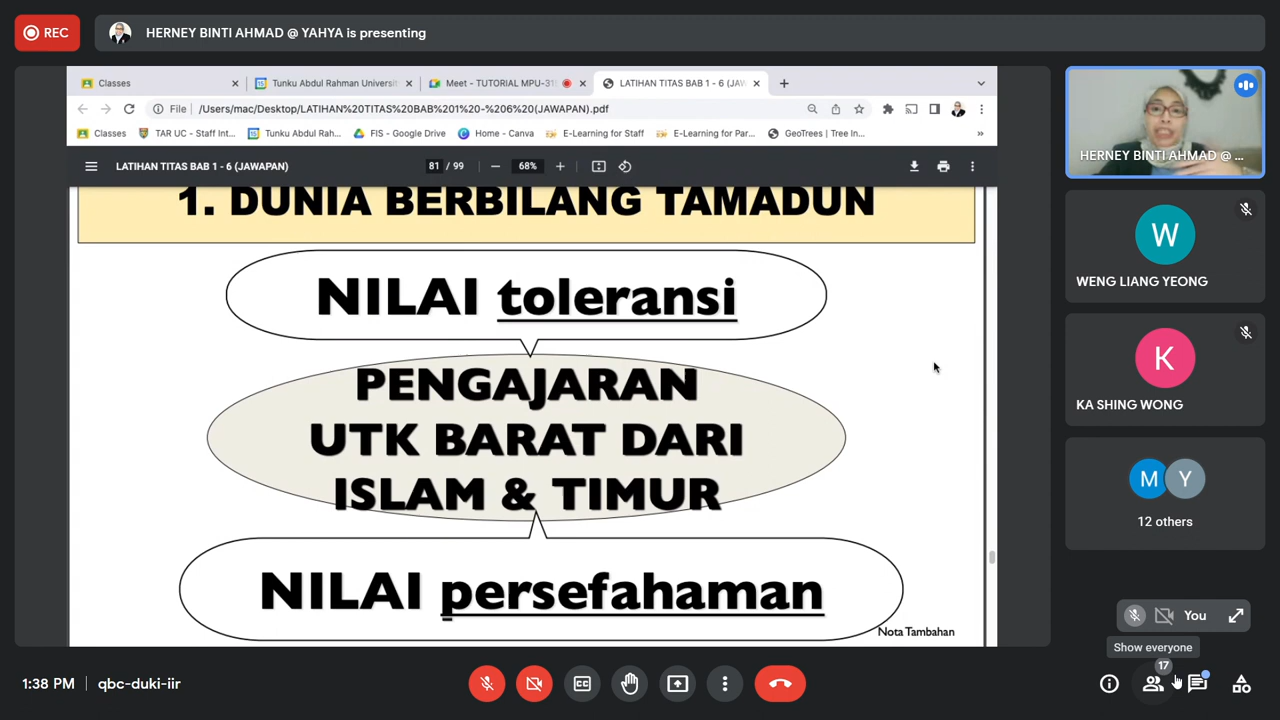 REC
HERNEY BINTI AHMAD @ YAHYA is presenting
Classes
Tunku Abdul Rahman Universi
Meet - TUTORIAL MPU-31
LATIHAN TITAS BAB 1 - 6 (JAW
File
/Users/mac/Desktop/LATIHAN%20TITAS%20BAB%201%20-%206%20(JAWAPAN).pdf
Classes
TAR UC - Staff Int...
Tunku Abdul Rah...
FIS - Google Drive
Home - Canva
E-Learning for Staff
E-Learning for Par...
GeoTrees | Tree In...
LATIHAN TITAS BAB 1 - 6 (JAWAPAN)
81 / 99
68%
1. DUNIA BERBILANG TAMADUN
NILAI toleransi
PENGAJARAN
UTK BARAT DARI
ISLAM & TIMUR
NILAI persefahaman
Nota Tambahan
HERNEY BINTI AHMAD @ ...
W
WENG LIANG YEONG
K
KA SHING WONG
M
Y
12 others
You
Show everyone
17
1:38 PM
qbc-duki-iir